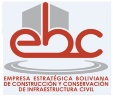 ebc
EMPRESA ESTRATÉGICA BOLIVIANA
DE CONSTRUCCIÓN Y CONSERVACIÓN
DE INFRAESTRUCTURA CIVIL